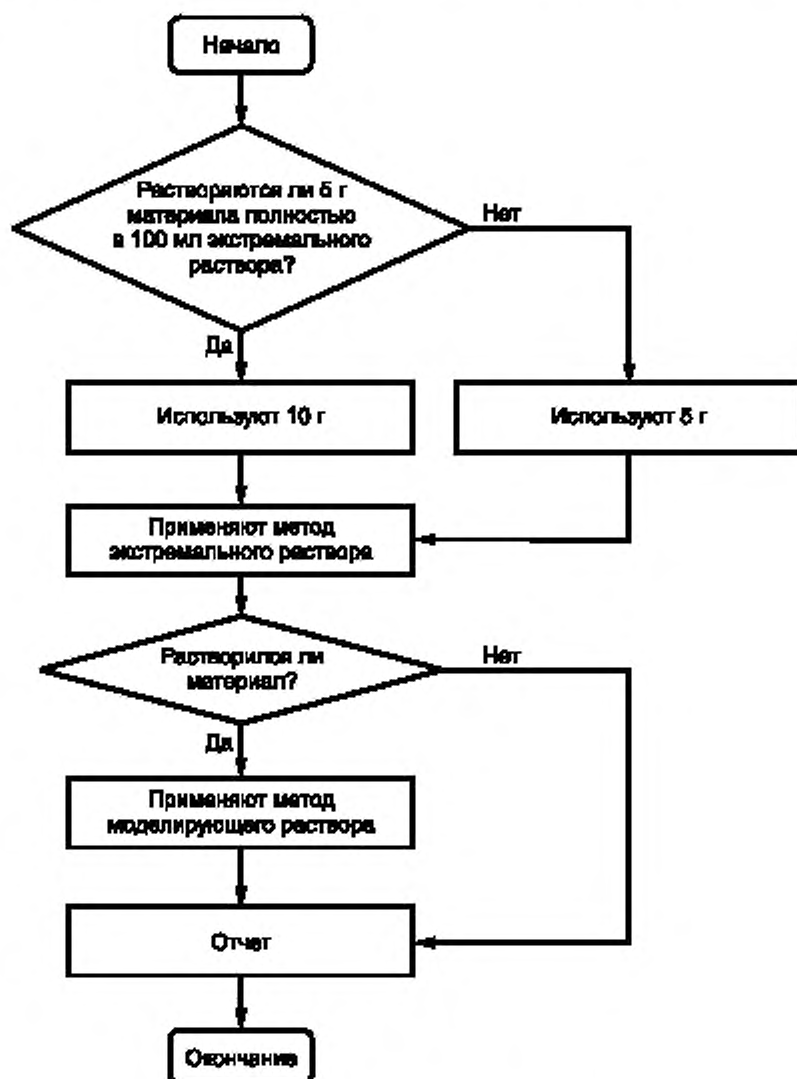 Начало
Растворяются ли 5 г
материала полностью
в 100 мл экстремального
раствора?
Нет
Да
Используют 10 г
Используют 5 г
Применяют метод
экстремального раствора
Растворился ли
материал?
Нет
Да
Применяют метод
моделирующего раствора
Отчет
Окончание